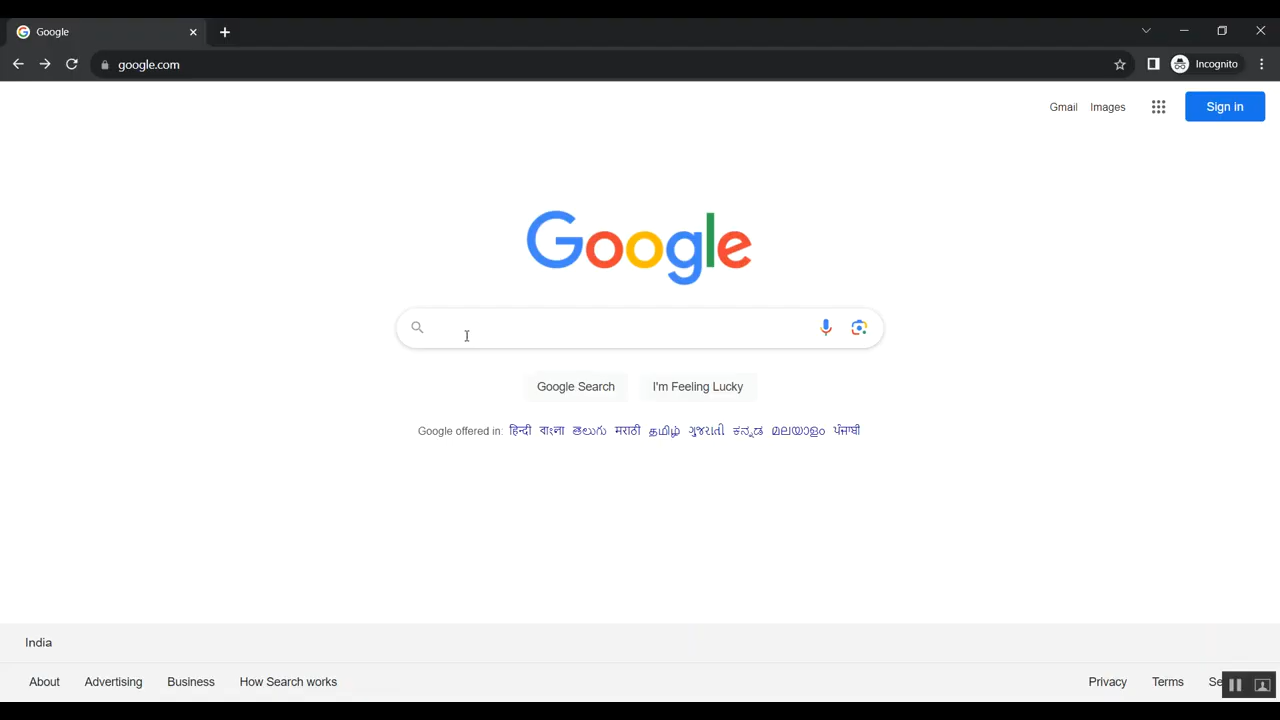 Google
google.com
Incognito
Gmail Images Sign in
Google
Google Search I'm Feeling Lucky
Google offered in: हिन्दी বাংলা తెలుగు मराठी தமிழ் ગુજરાતી ಕನ್ನಡ മലയാളം ਪੰਜਾਬੀ
India
About Advertising Business How Search works Privacy Terms